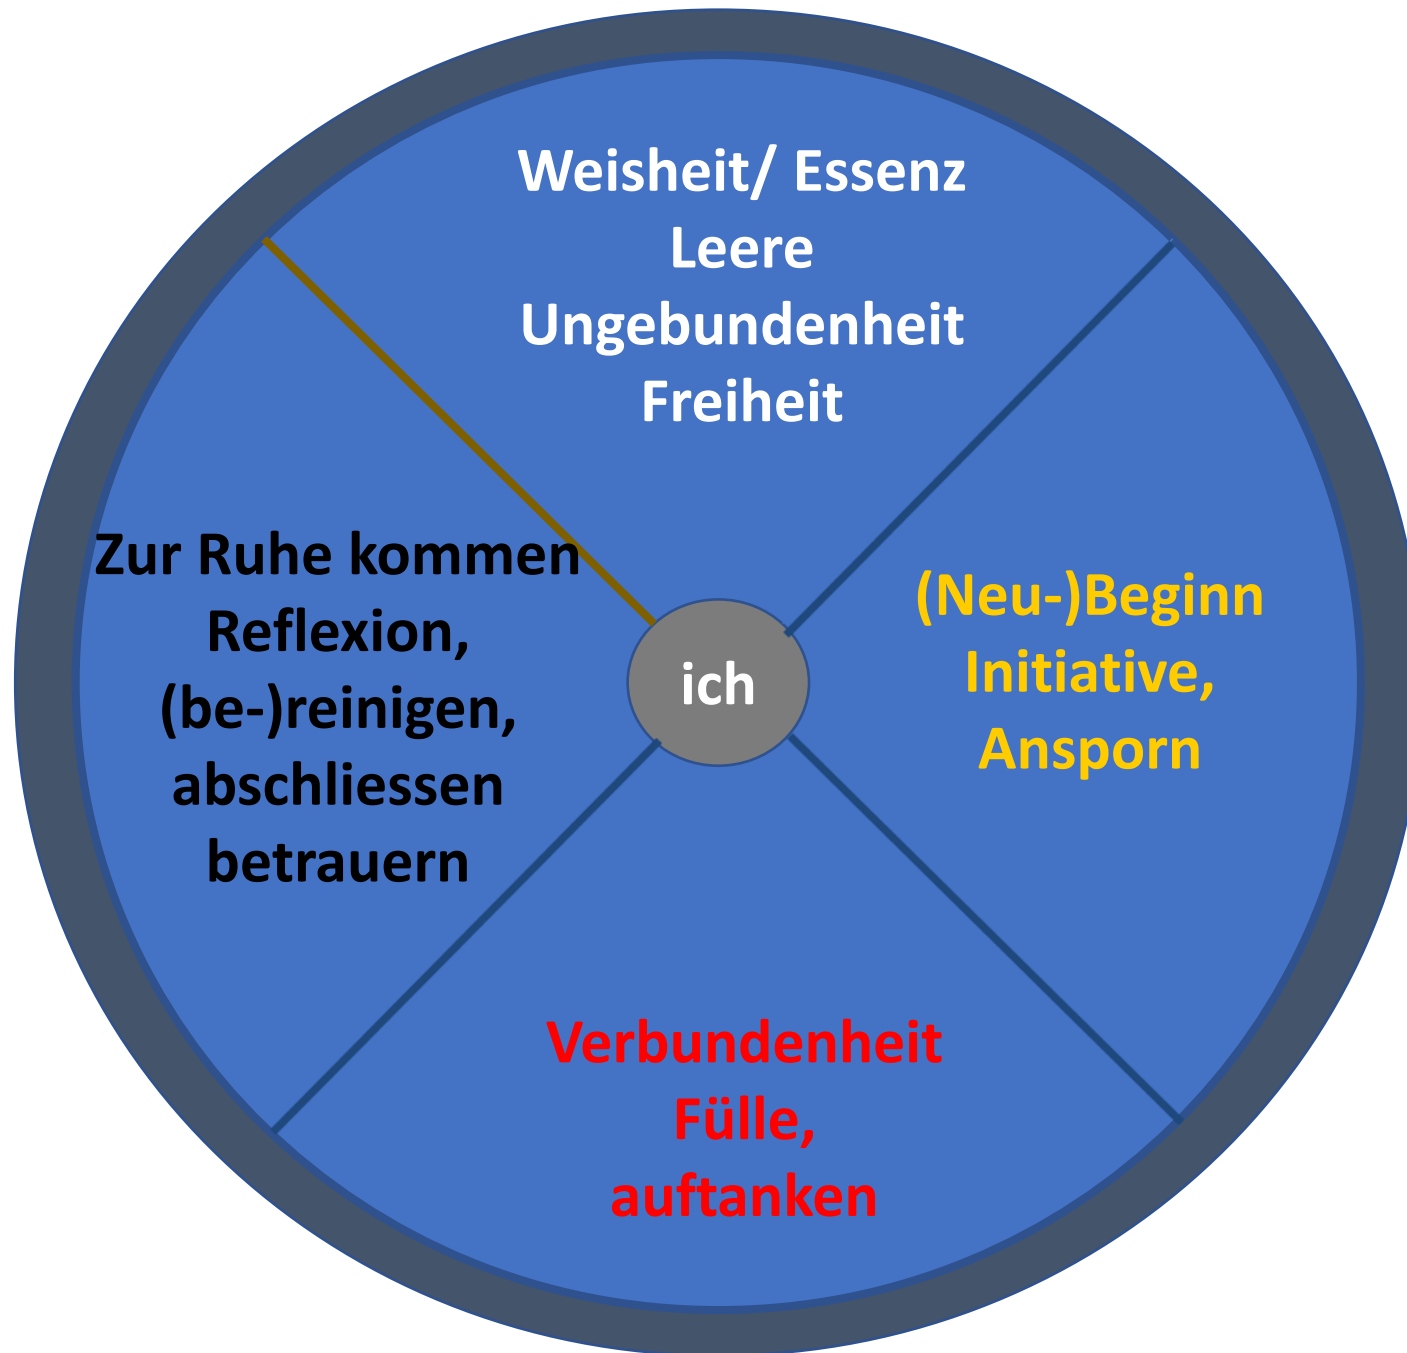 Weisheit/ Essenz
Leere
Ungebundenheit
Freiheit
Zur Ruhe kommen
Reflexion,
(be-)reinigen,
abschliessen
betrauern
ich
(Neu-)Beginn
Initiative,
Ansporn
Verbundenheit
Fülle,
auftanken